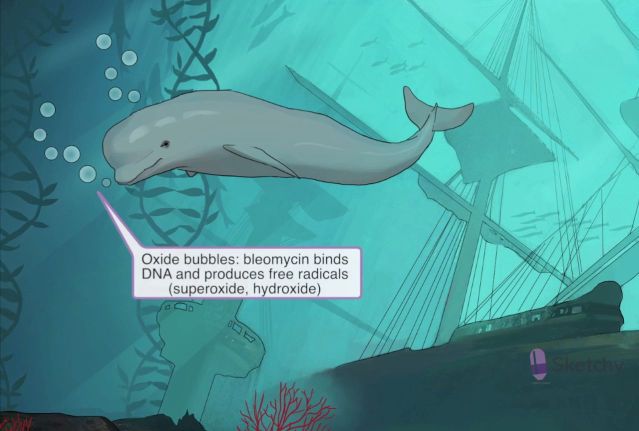 Oxide bubbles: bleomycin binds
DNA and produces free radicals
(superoxide, hydroxide)
Sketchy